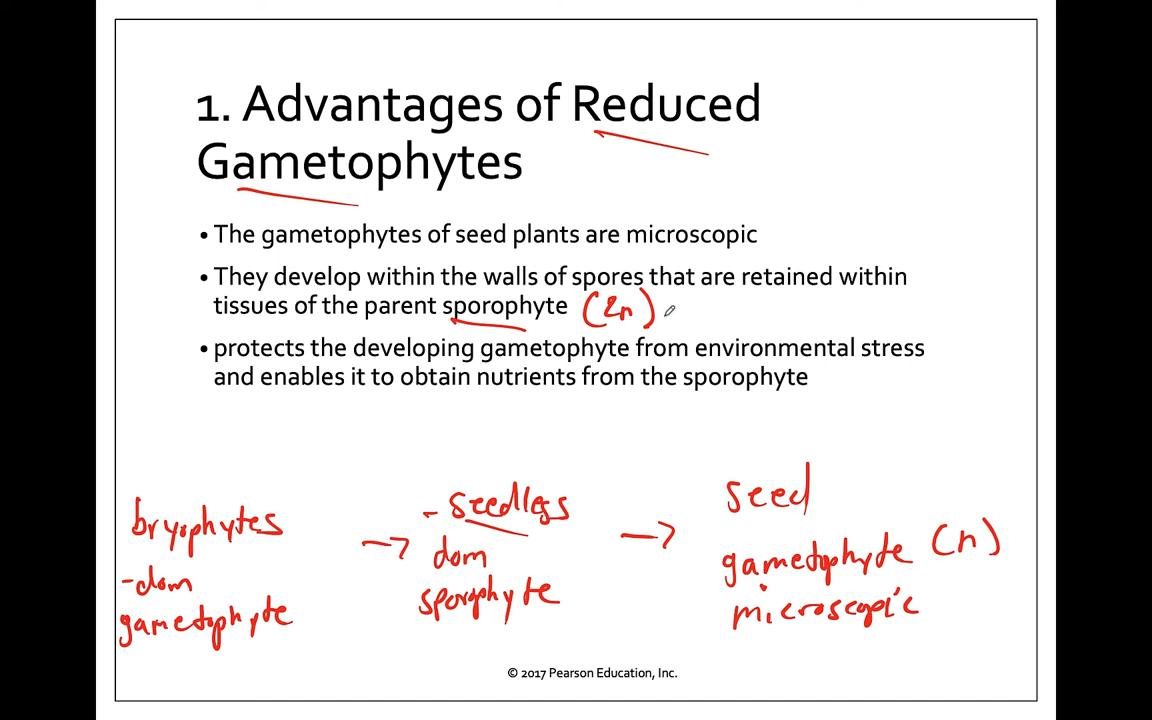 1. Advantages of Reduced
Gametophytes
• The gametophytes of seed plants are microscopic
• They develop within the walls of spores that are retained within
tissues of the parent sporophyte (2n)
• protects the developing gametophyte from environmental stress
and enables it to obtain nutrients from the sporophyte
bryophytes
-dom
gametophyte
→
- seedless
dom
sporophyte
→
seed
gametophyte (n)
microscopic
© 2017 Pearson Education, Inc.